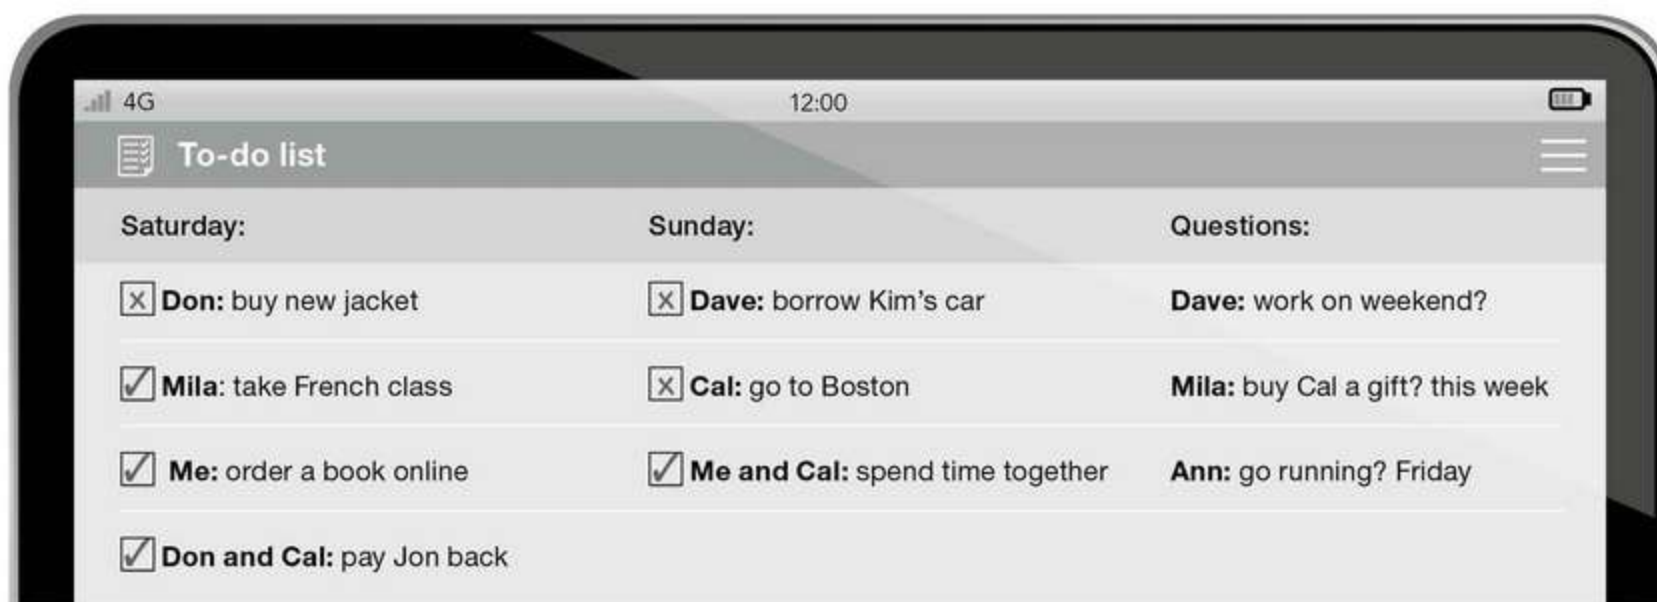 4G 12:00
To-do list
Saturday: Sunday: Questions:
Don: buy new jacket Dave: borrow Kim's car Dave: work on weekend?
Mila: take French class Cal: go to Boston Mila: buy Cal a gift? this week
Me: order a book online Me and Cal: spend time together Ann: go running? Friday
Don and Cal: pay Jon back